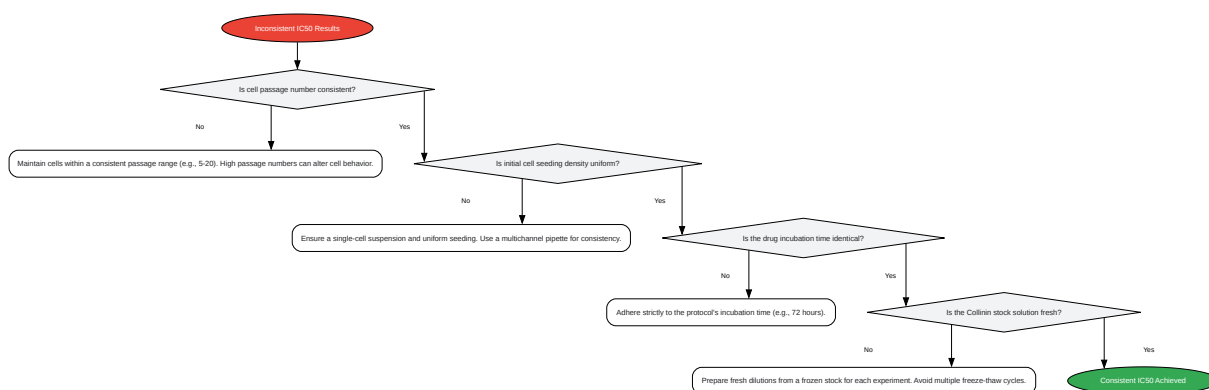 Inconsistent IC50 Results
Is cell passage number consistent?
No
Yes
Maintain cells within a consistent passage range (e.g., 5-20). High passage numbers can alter cell behavior.
Is initial cell seeding density uniform?
No
Yes
Ensure a single-cell suspension and uniform seeding. Use a multichannel pipette for consistency.
Is the drug incubation time identical?
No
Yes
Adhere strictly to the protocol's incubation time (e.g., 72 hours).
Is the Collinin stock solution fresh?
No
Yes
Prepare fresh dilutions from a frozen stock for each experiment. Avoid multiple freeze-thaw cycles.
Consistent IC50 Achieved